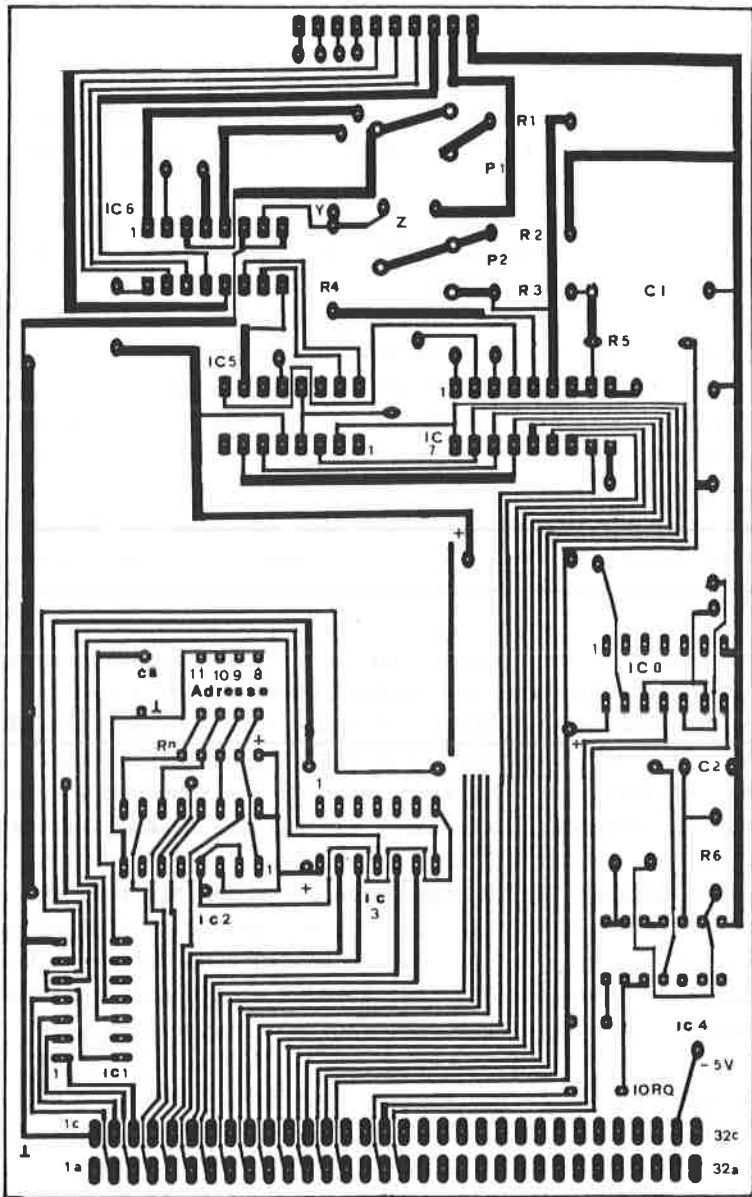 R1
P1
IC6
1
Y
Z
R2
P2
R4
R3
C1
IC5
R5
1
1
IC
7
+
1
IC0
ca
11 10 9 8
Adresse
⊥
Rn
+
+
C2
1
R6
1
+
Ic2
Ic
3
Ic4
1
Ic1
-5V
IORQ
1c
32c
⊥
1a
32a